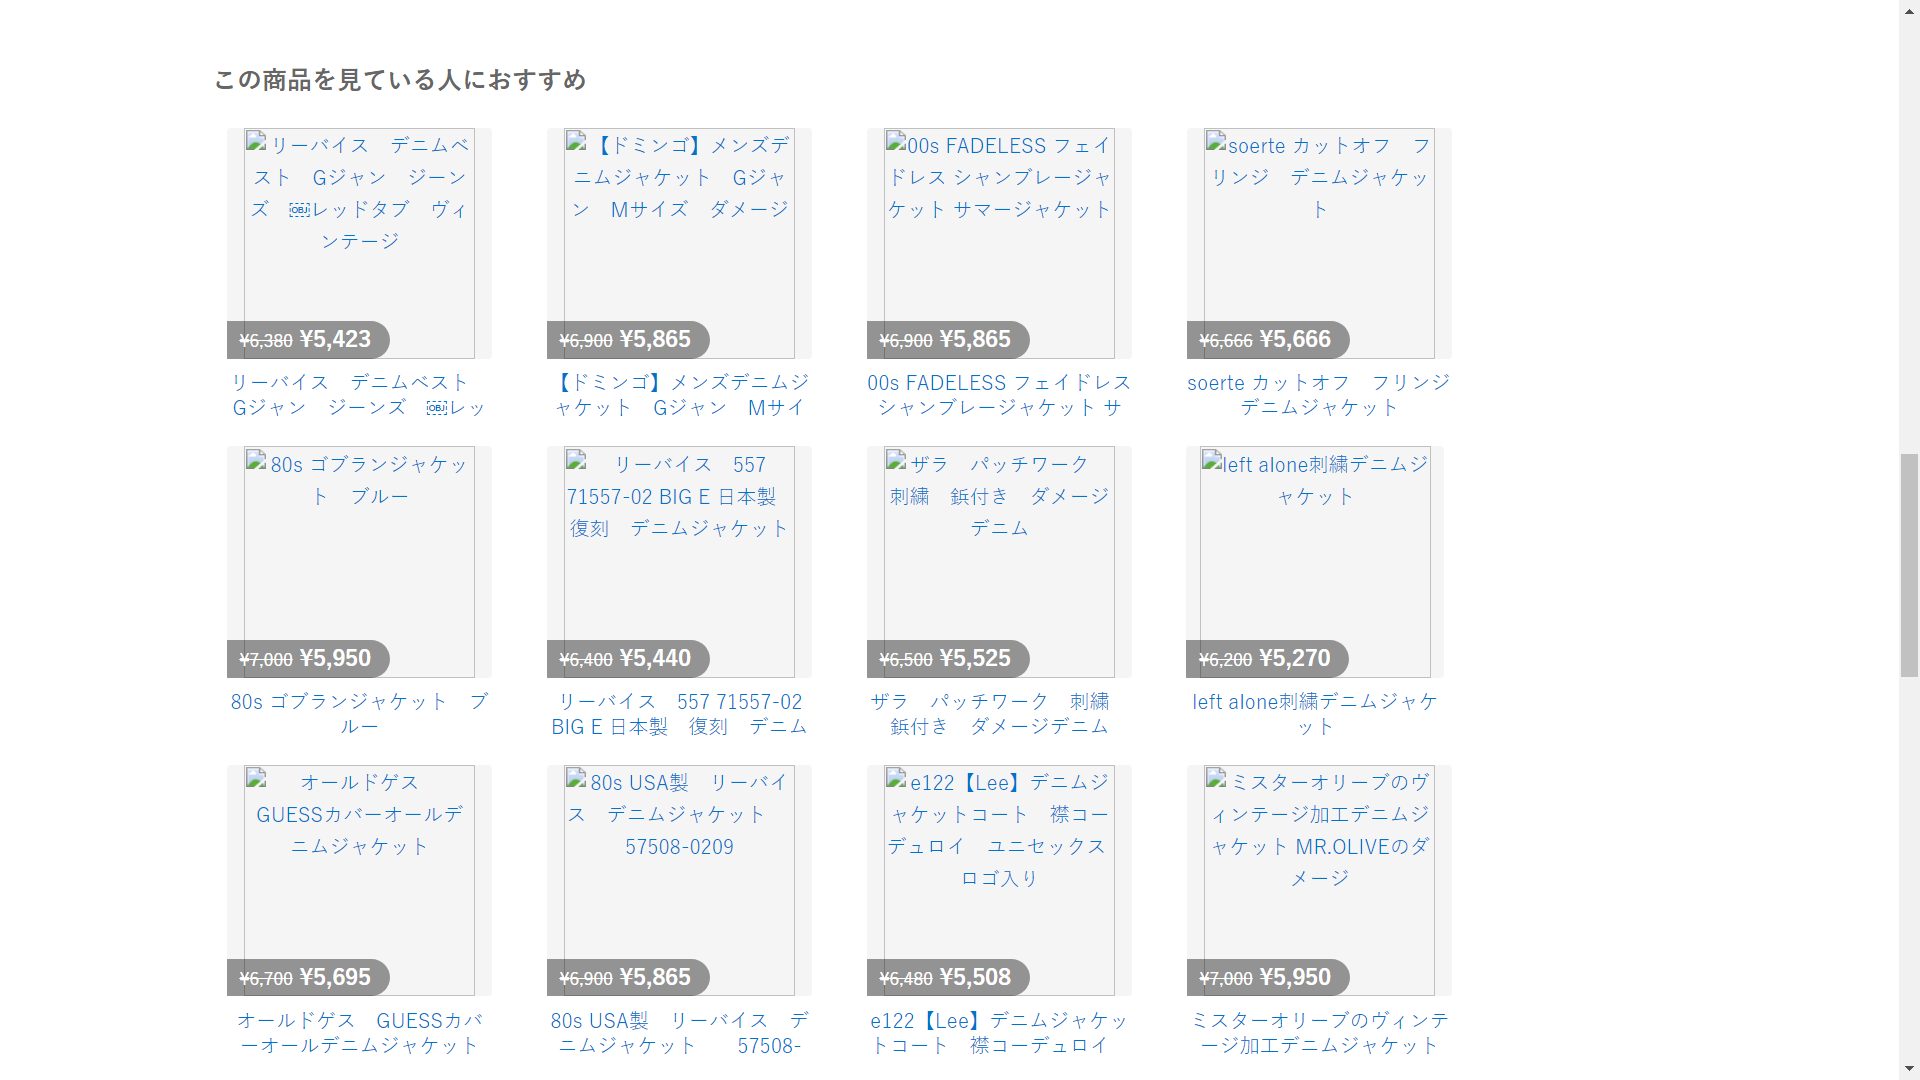 この商品を見ている人におすすめ
リーバイス　デニムベ
スト　Gジャン　ジーン
ズ　￼レッドタブ　ヴィ
ンテージ
¥6,380 ¥5,423
リーバイス　デニムベスト
Gジャン　ジーンズ　￼レッ
【ドミンゴ】メンズデ
ニムジャケット　Gジャ
ン　Mサイズ　ダメージ
¥6,900 ¥5,865
【ドミンゴ】メンズデニムジ
ャケット　Gジャン　Mサイ
00s FADELESS フェイ
ドレス シャンブレージャ
ケット サマージャケット
¥6,900 ¥5,865
00s FADELESS フェイドレス
シャンブレージャケット サ
soerte カットオフ　フ
リンジ　デニムジャケッ
ト
¥6,666 ¥5,666
soerte カットオフ　フリンジ
デニムジャケット
80s ゴブランジャケッ
ト　ブルー
¥7,000 ¥5,950
80s ゴブランジャケット　ブ
ルー
リーバイス　557
71557-02 BIG E 日本製
復刻　デニムジャケット
¥6,400 ¥5,440
リーバイス　557 71557-02
BIG E 日本製　復刻　デニム
ザラ　パッチワーク
刺繍　鋲付き　ダメージ
デニム
¥6,500 ¥5,525
ザラ　パッチワーク　刺繍
鋲付き　ダメージデニム
left alone刺繍デニムジ
ャケット
¥6,200 ¥5,270
left alone刺繍デニムジャケ
ット
オールドゲス
GUESSカバーオールデ
ニムジャケット
¥6,700 ¥5,695
オールドゲス　GUESSカバ
ーオールデニムジャケット
80s USA製　リーバイ
ス　デニムジャケット
57508-0209
¥6,900 ¥5,865
80s USA製　リーバイス　デ
ニムジャケット　　57508-
e122【Lee】デニムジ
ャケットコート　襟コー
デュロイ　ユニセックス
ロゴ入り
¥6,480 ¥5,508
e122【Lee】デニムジャケッ
トコート　襟コーデュロイ
ミスターオリーブのヴ
ィンテージ加工デニムジ
ャケット MR.OLIVEのダ
メージ
¥7,000 ¥5,950
ミスターオリーブのヴィンテ
ージ加工デニムジャケット